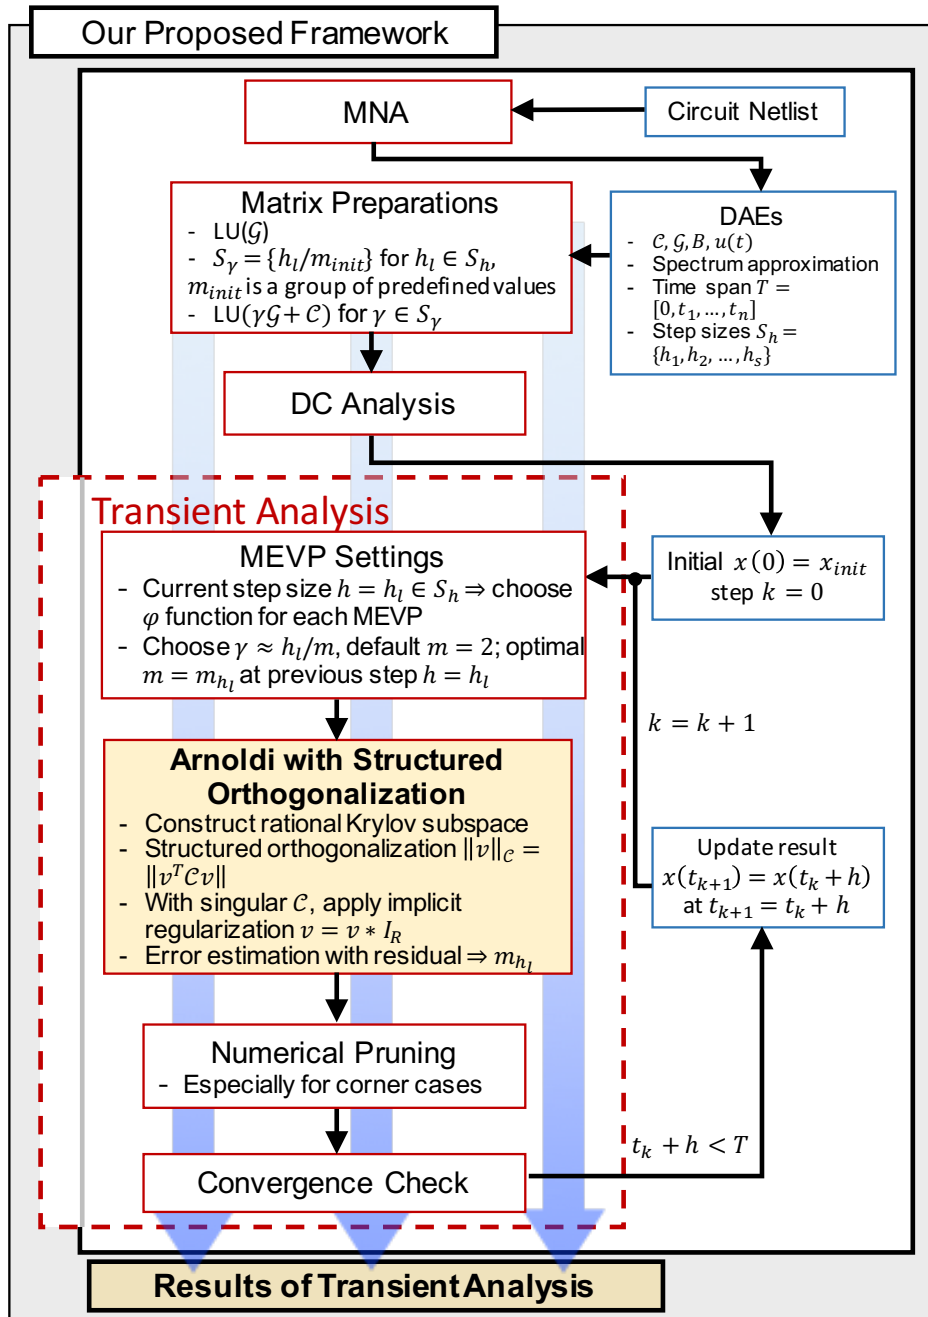 Our Proposed Framework
MNA
Circuit Netlist
Matrix Preparations
- LU(𝒢)
- S_γ = {h_l/m_init} for h_l ∈ S_h,
m_init is a group of predefined values
- LU(γ𝒢 + 𝒞) for γ ∈ S_γ
DAEs
- 𝒞, 𝒢, B, u(t)
- Spectrum approximation
- Time span T =
[0, t_1, …, t_n]
- Step sizes S_h =
{h_1, h_2, …, h_s}
DC Analysis
Transient Analysis
MEVP Settings
- Current step size h = h_l ∈ S_h ⇒ choose
φ function for each MEVP
- Choose γ ≈ h_l/m, default m = 2; optimal
m = m_{h_l} at previous step h = h_l
Initial x(0) = x_init
step k = 0
k = k + 1
Arnoldi with Structured
Orthogonalization
- Construct rational Krylov subspace
- Structured orthogonalization ‖v‖_𝒞 =
‖v^T 𝒞v‖
- With singular 𝒞, apply implicit
regularization v = v * I_R
- Error estimation with residual ⇒ m_{h_l}
Update result
x(t_{k+1}) = x(t_k + h)
at t_{k+1} = t_k + h
Numerical Pruning
- Especially for corner cases
t_k + h < T
Convergence Check
Results of Transient Analysis